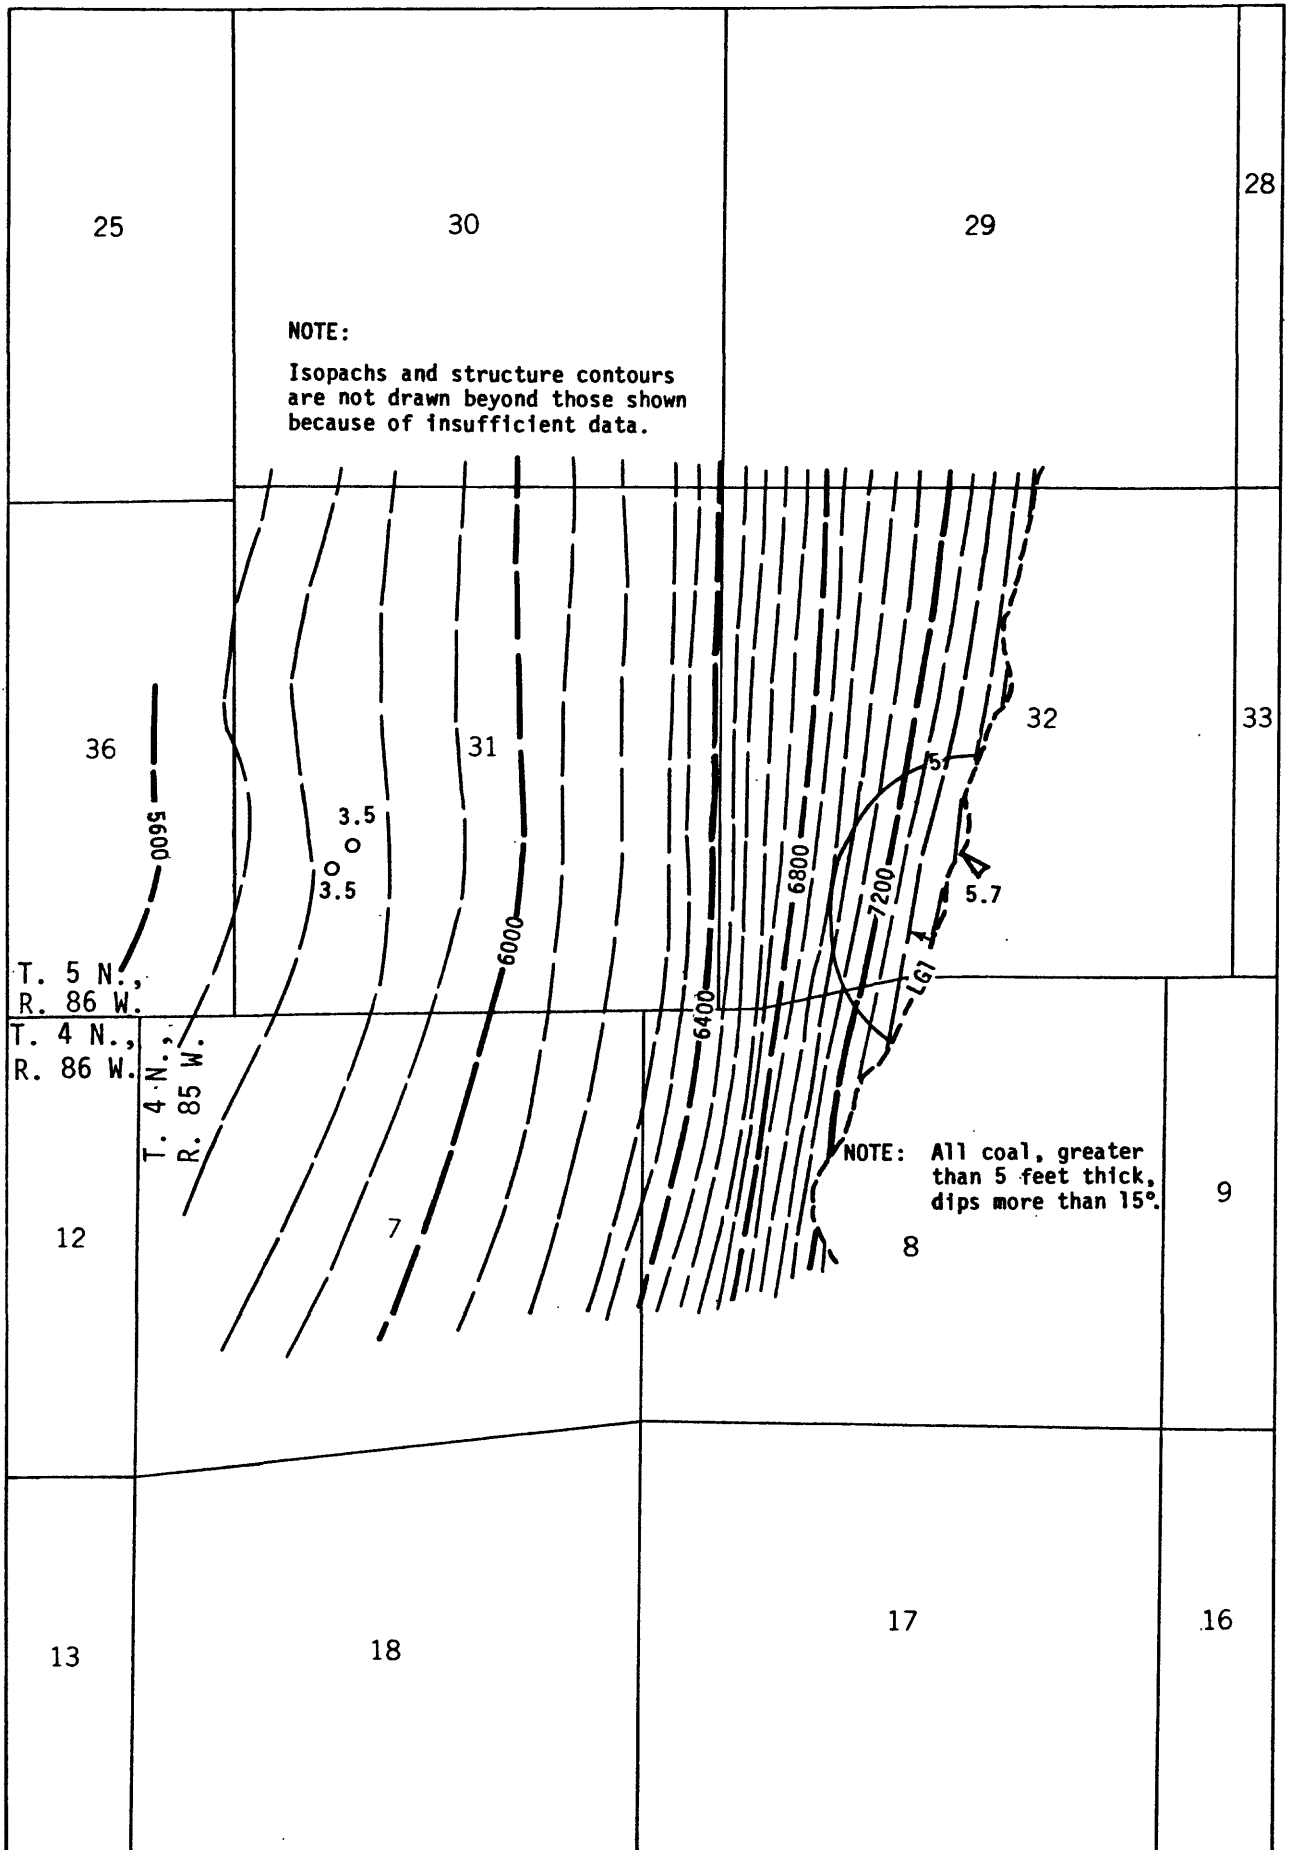 25
30
29
28
NOTE:
Isopachs and structure contours
are not drawn beyond those shown
because of insufficient data.
36
31
32
33
5
3.5
3.5
5600
6800
7200
5.7
6000
6400
LG1
T. 5 N.,
R. 86 W.
T. 4 N.,
R. 86 W.
T. 4 N.,
R. 85 W.
NOTE: All coal, greater
than 5 feet thick,
dips more than 15°.
12
7
8
9
13
18
17
16